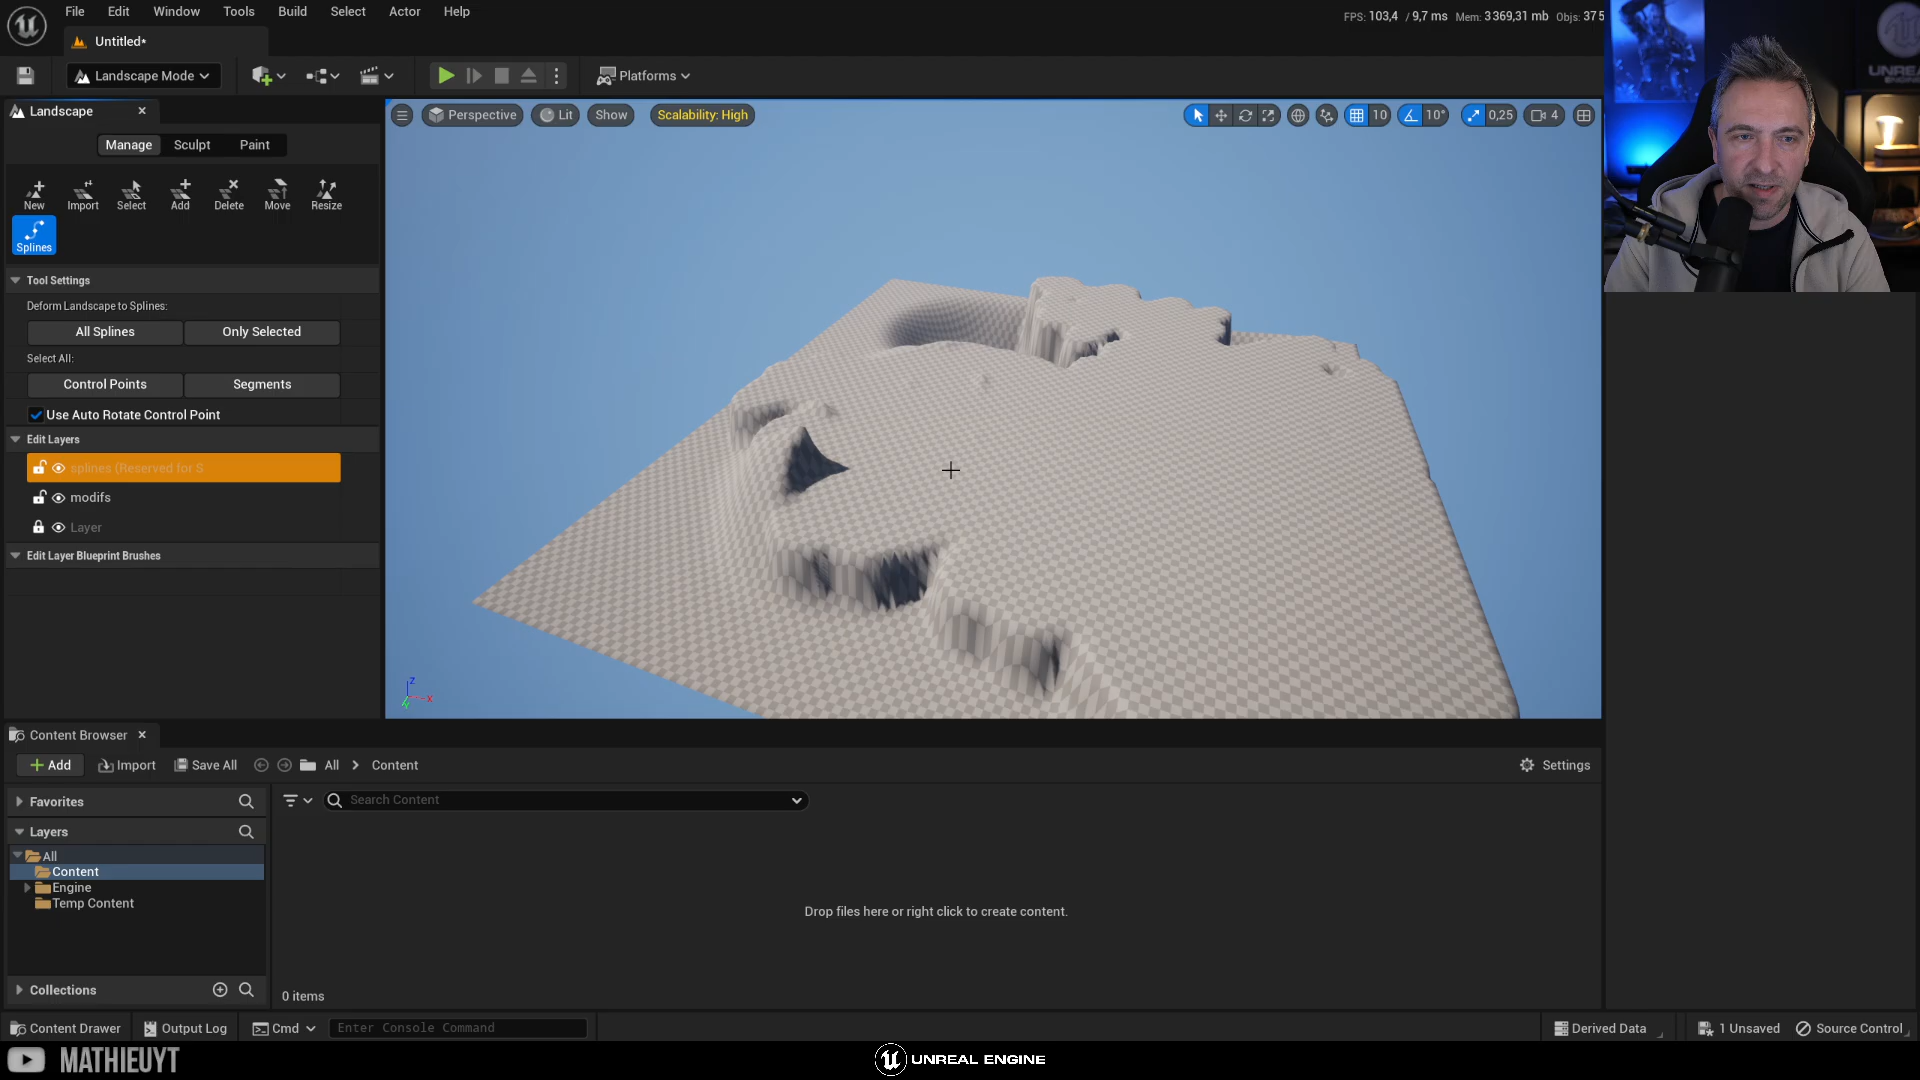 File Edit Window Tools Build Select Actor Help
FPS: 103,4 / 9,7 ms Mem: 3 369,31 mb Objs: 37 5
Untitled*
Landscape Mode
Platforms
Landscape
Perspective Lit Show Scalability: High
10 10° 0,25 4
Manage Sculpt Paint
New Import Select Add Delete Move Resize
Splines
Tool Settings
Deform Landscape to Splines:
All Splines Only Selected
Select All:
Control Points Segments
Use Auto Rotate Control Point
Edit Layers
splines (Reserved for S
modifs
Layer
Edit Layer Blueprint Brushes
z
x
Content Browser
Add Import Save All All Content Settings
Favorites
Search Content
Layers
All
Content
Engine
Temp Content
Drop files here or right click to create content.
Collections
0 items
Content Drawer Output Log Cmd Enter Console Command Derived Data 1 Unsaved Source Control
MATHIEUYT
UNREAL ENGINE